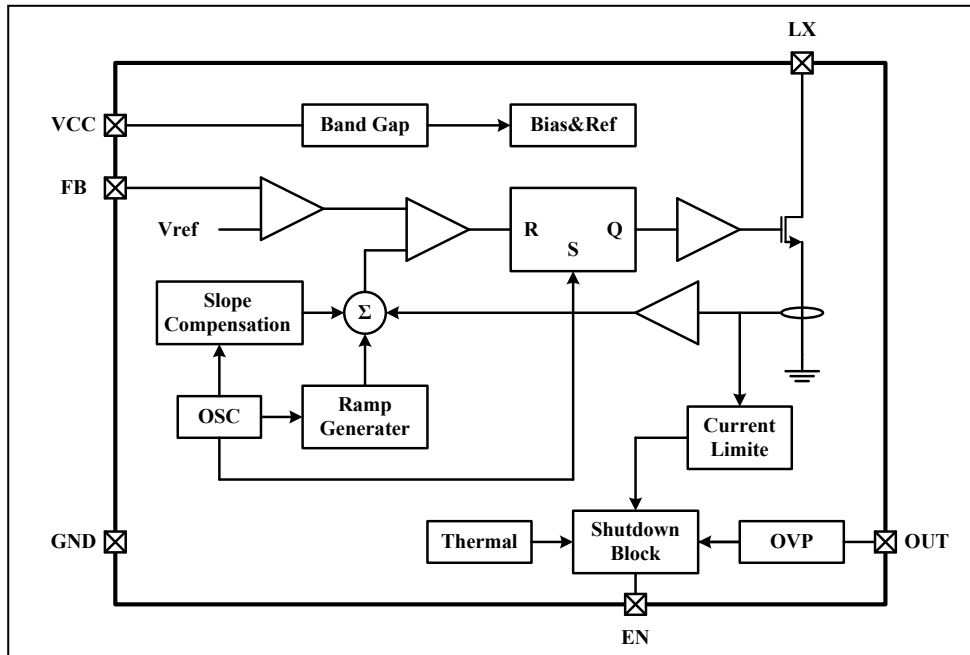 LX
VCC
Band Gap
Bias&Ref
FB
Vref
R
Q
S
Slope
Compensation
Σ
OSC
Ramp
Generater
Current
Limite
GND
Thermal
Shutdown
Block
OVP
OUT
EN